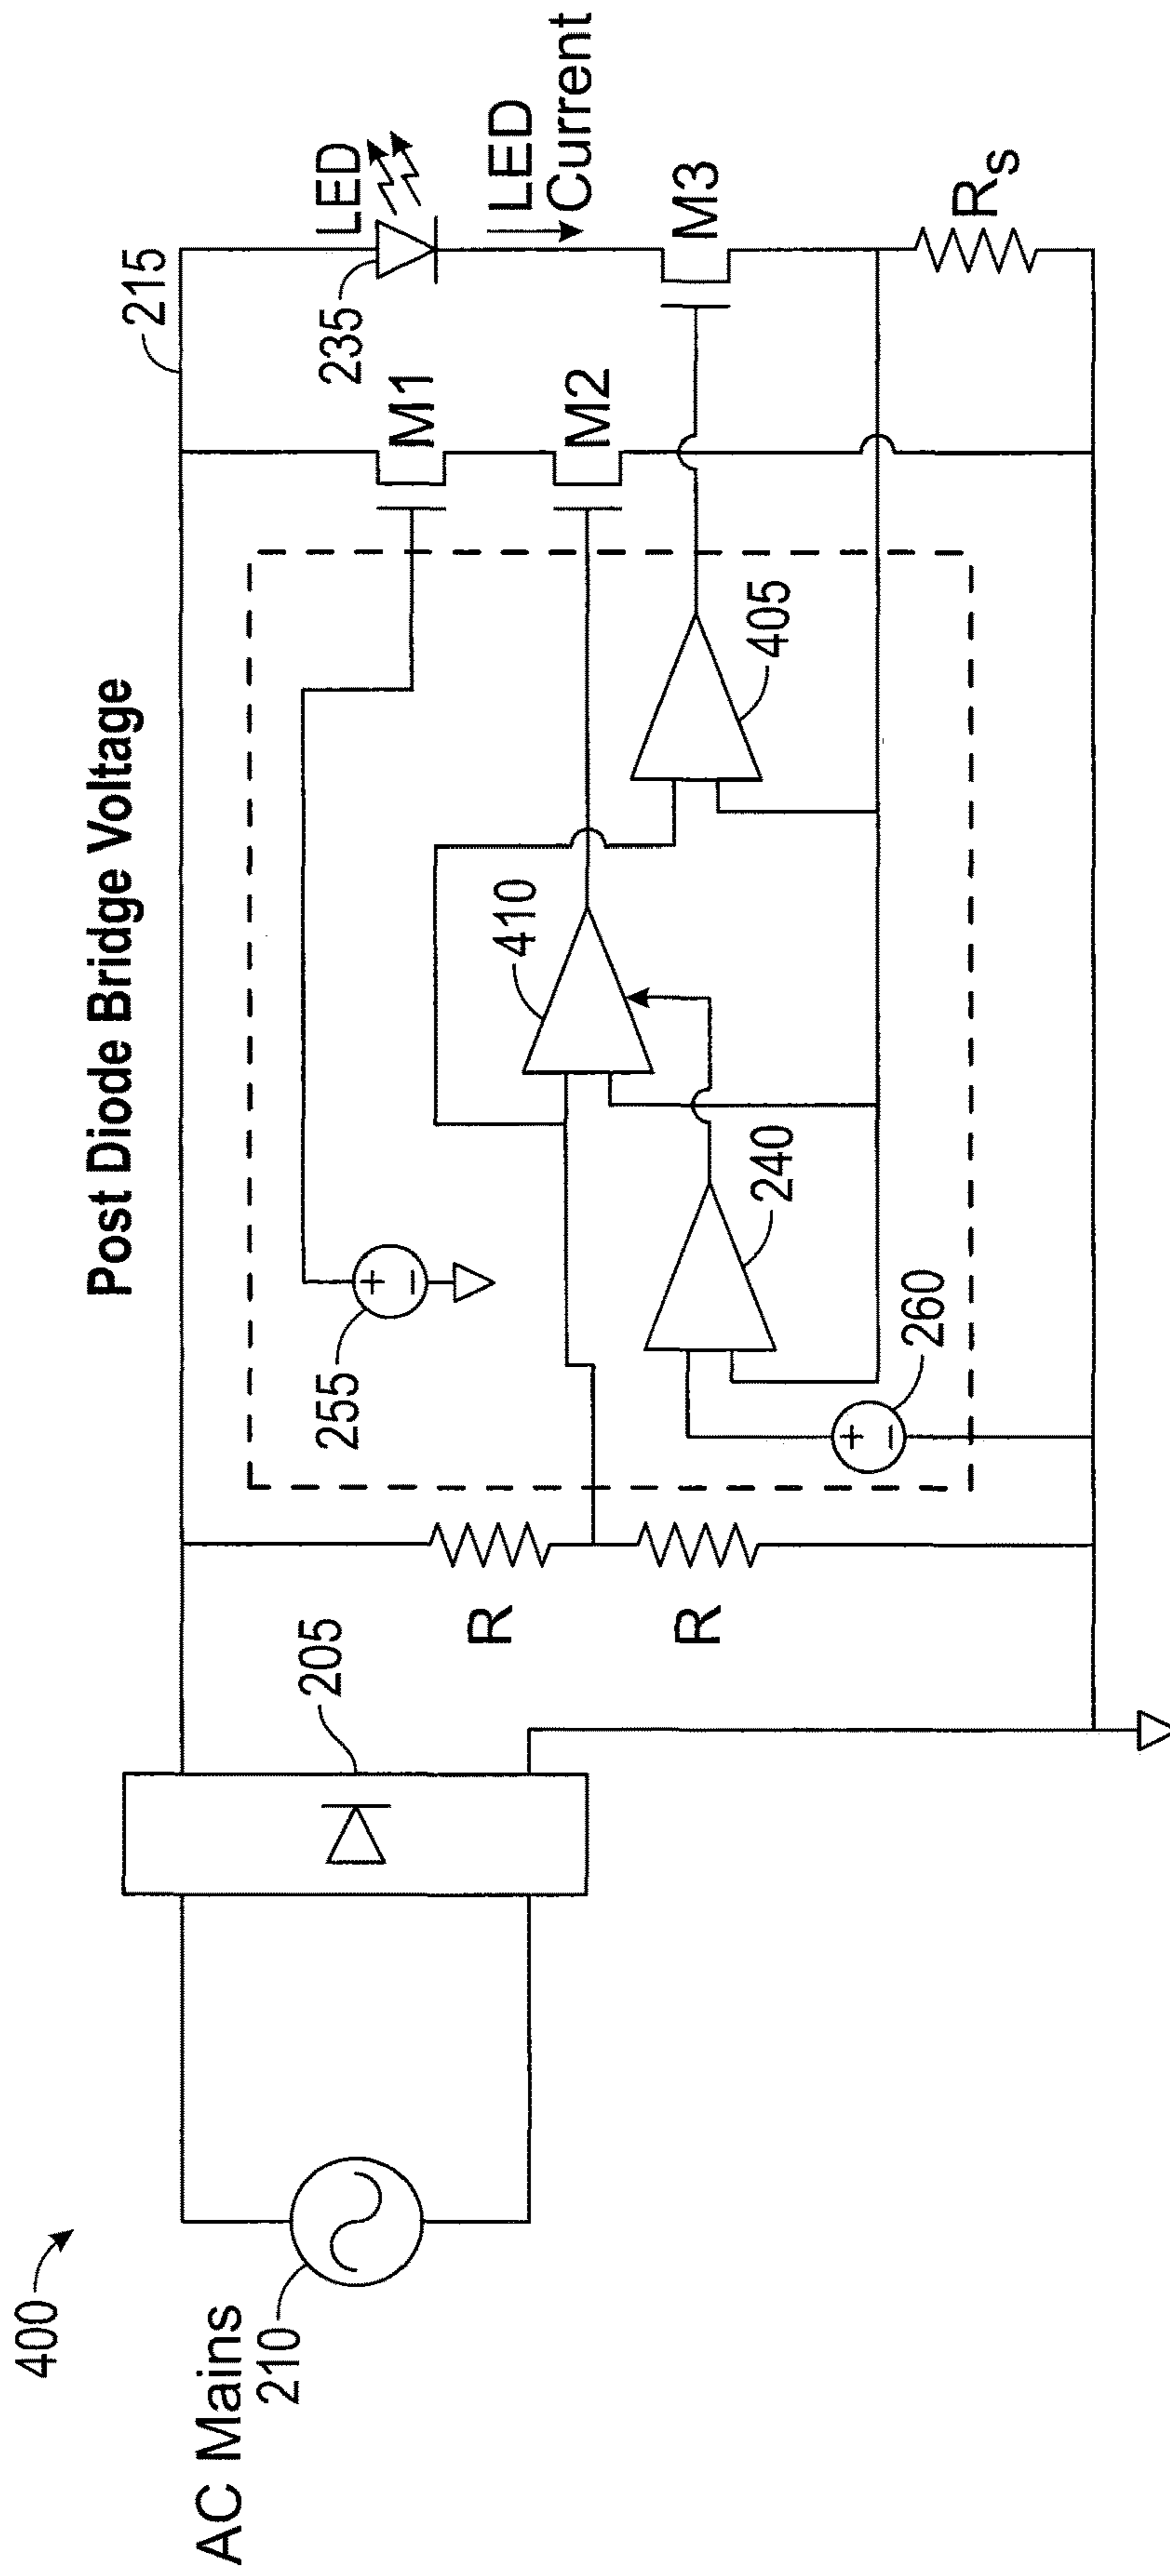 400
AC Mains
210
205
Post Diode Bridge Voltage
215
R
R
255
+
−
410
240
260
+
−
405
M1
M2
M3
LED
235
LED
Current
Rs